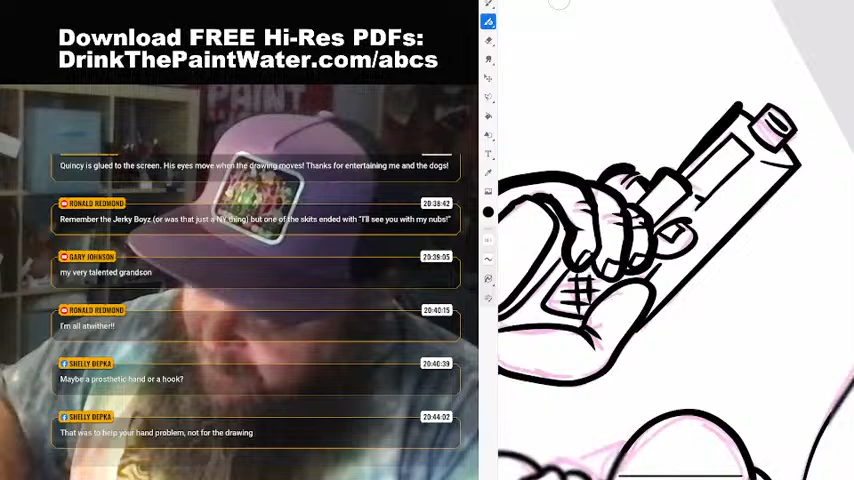 Download FREE Hi-Res PDFs:
DrinkThePaintWater.com/abcs
PAINT
Quincy is glued to the screen. His eyes move when the drawing moves! Thanks for entertaining me and the dogs!
RONALD REDMOND 20:38:42
Remember the Jerky Boyz (or was that just a NY thing) but one of the skits ended with "I'll see you with my nubs!"
GARY JOHNSON 20:39:05
my very talented grandson
RONALD REDMOND 20:40:15
I'm all atwither!!
SHELLY DEPKA 20:40:39
Maybe a prosthetic hand or a hook?
SHELLY DEPKA 20:44:02
That was to help your hand problem, not for the drawing